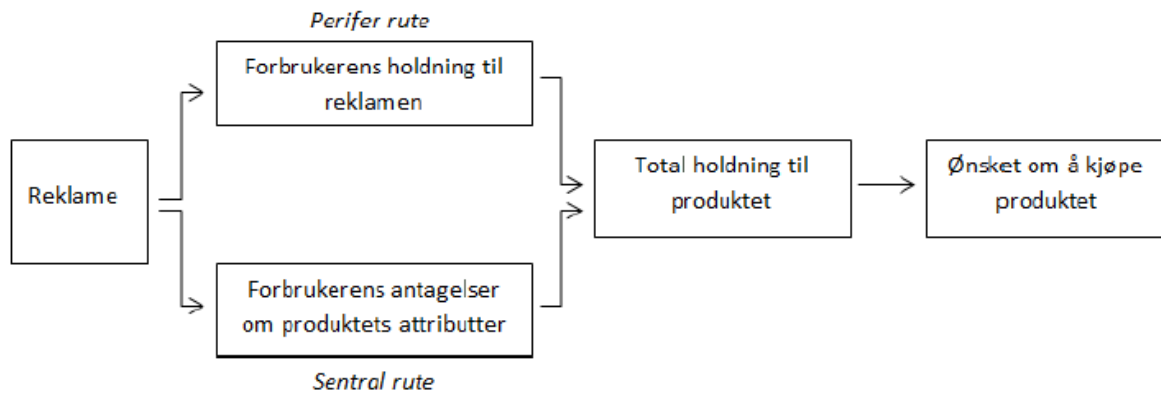 Perifer rute
Forbrukerens holdning til
reklamen
Reklame
Total holdning til
produktet
Ønsket om å kjøpe
produktet
Forbrukerens antagelser
om produktets attributter
Sentral rute